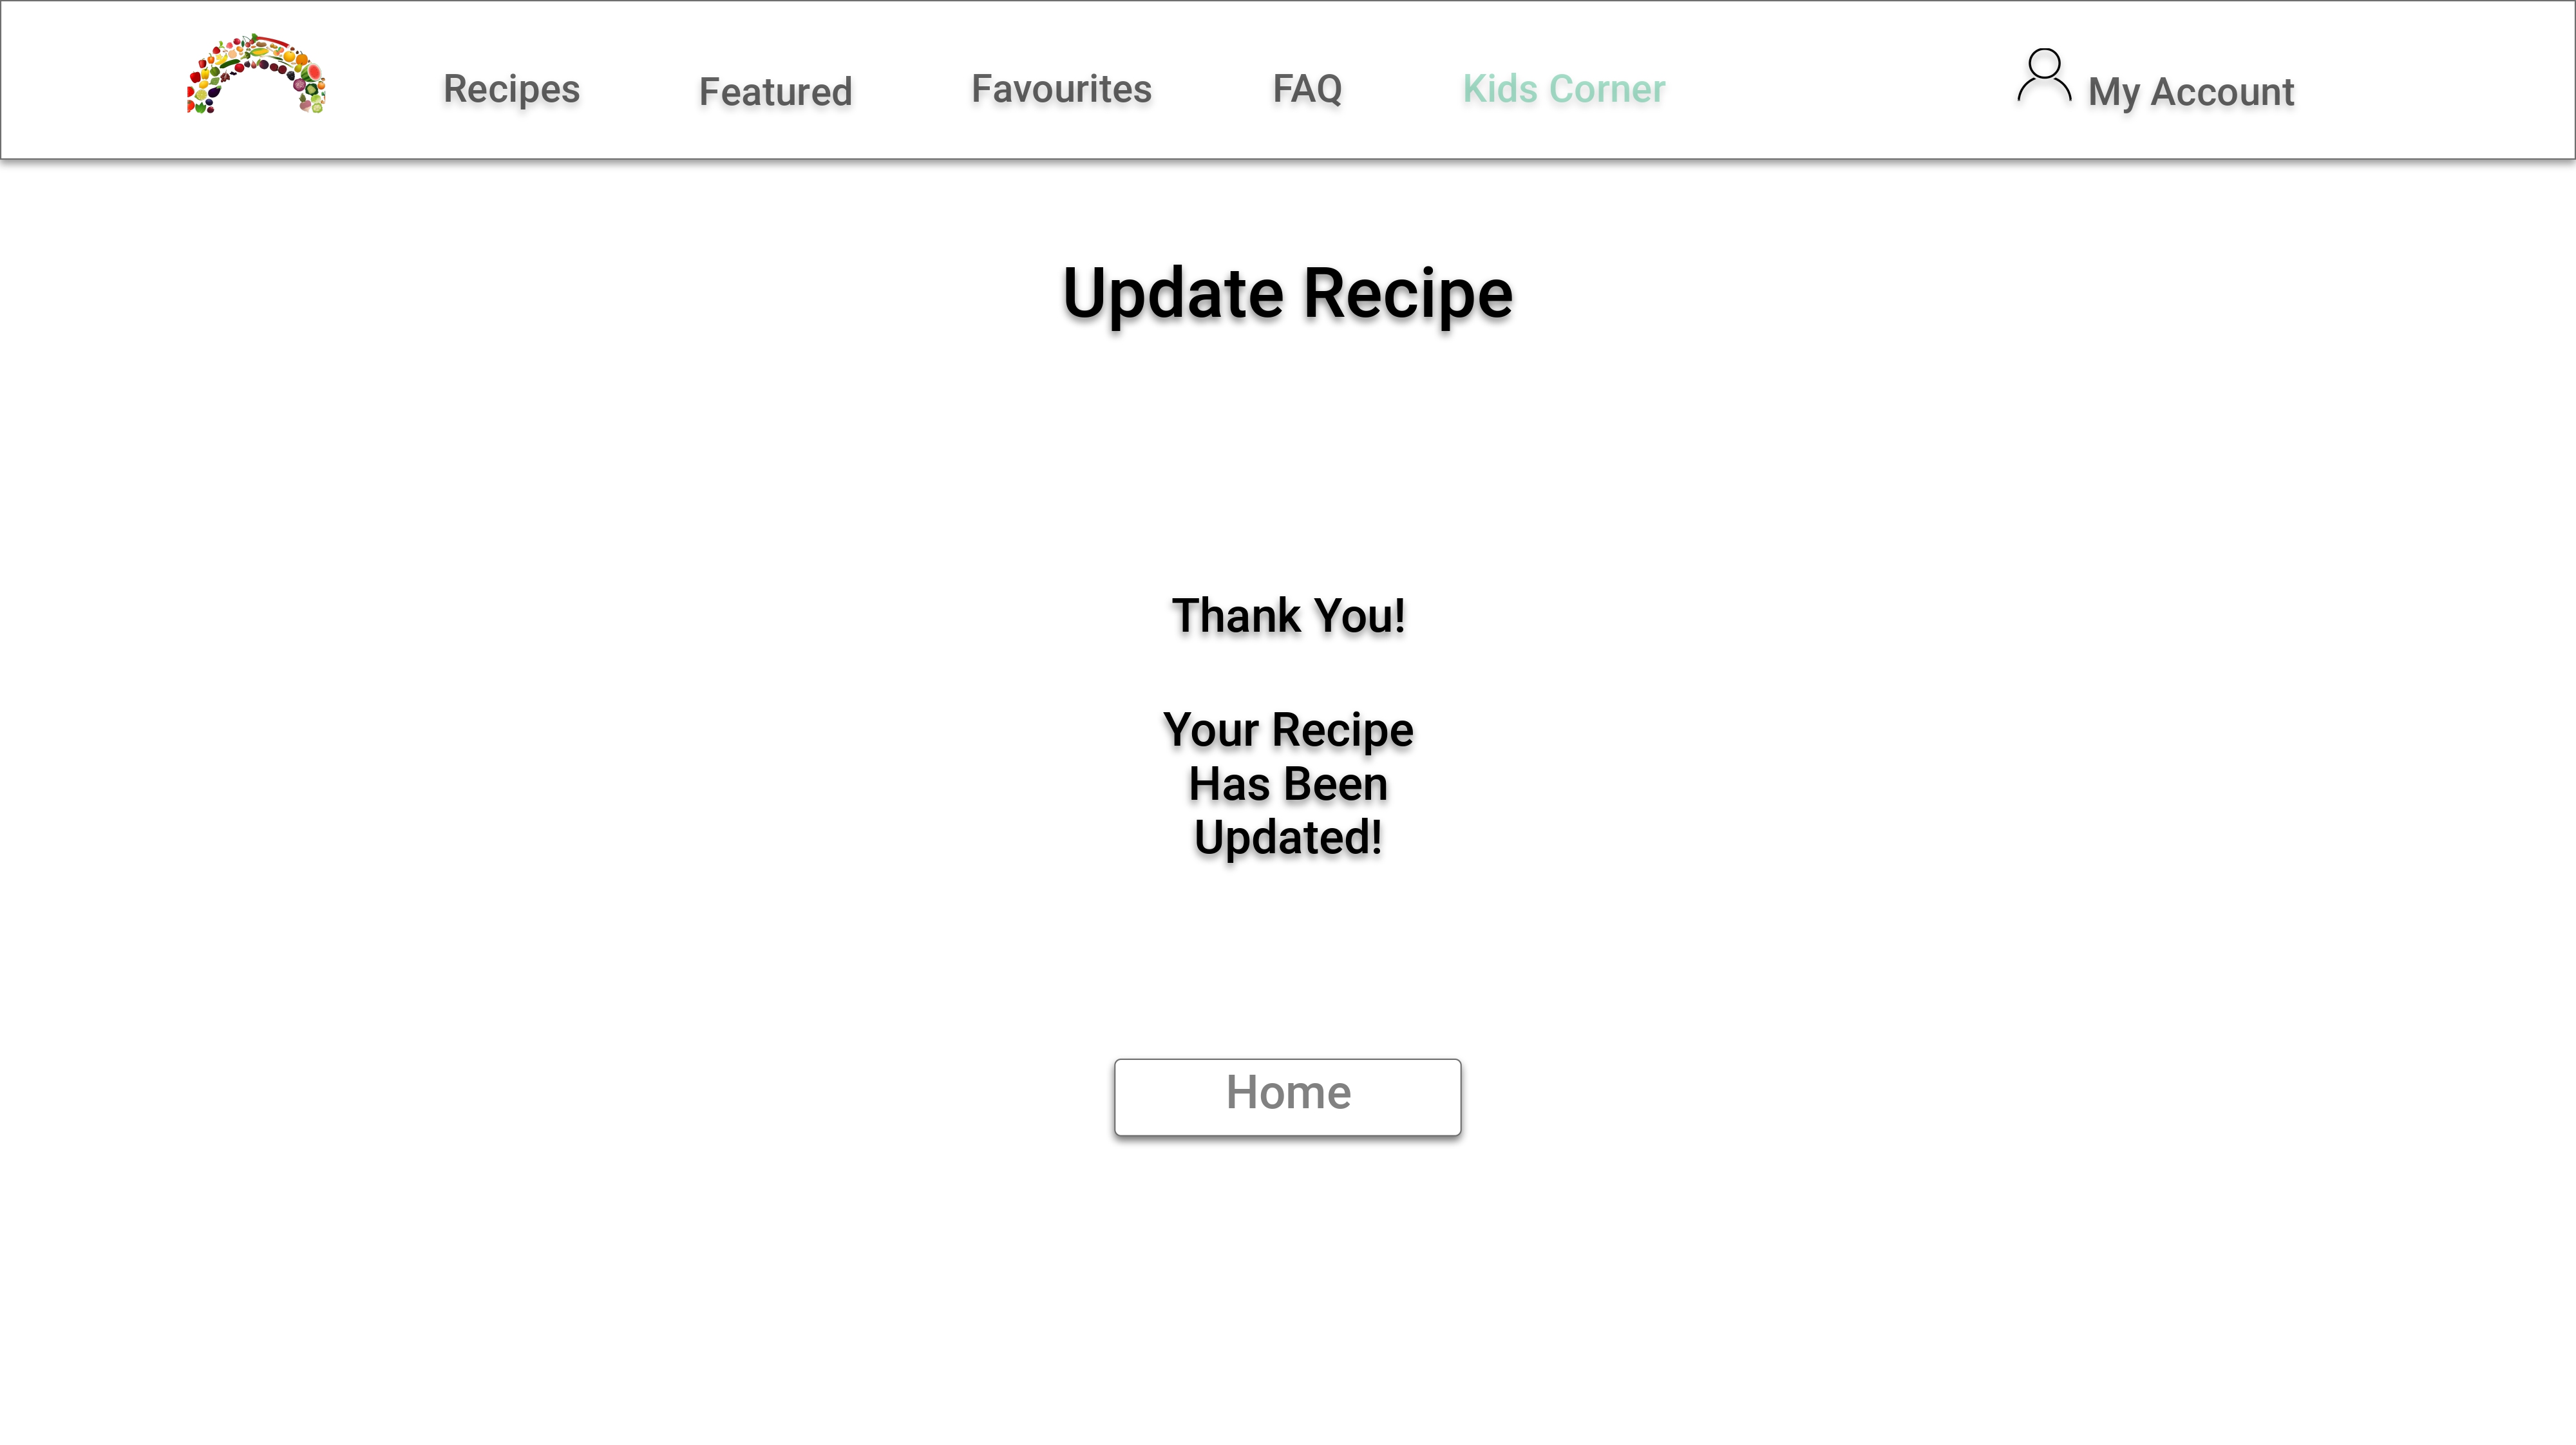 Recipes
Featured
Favourites
FAQ
Kids Corner
My Account
Update Recipe
Thank You!
Your Recipe
Has Been
Updated!
Home